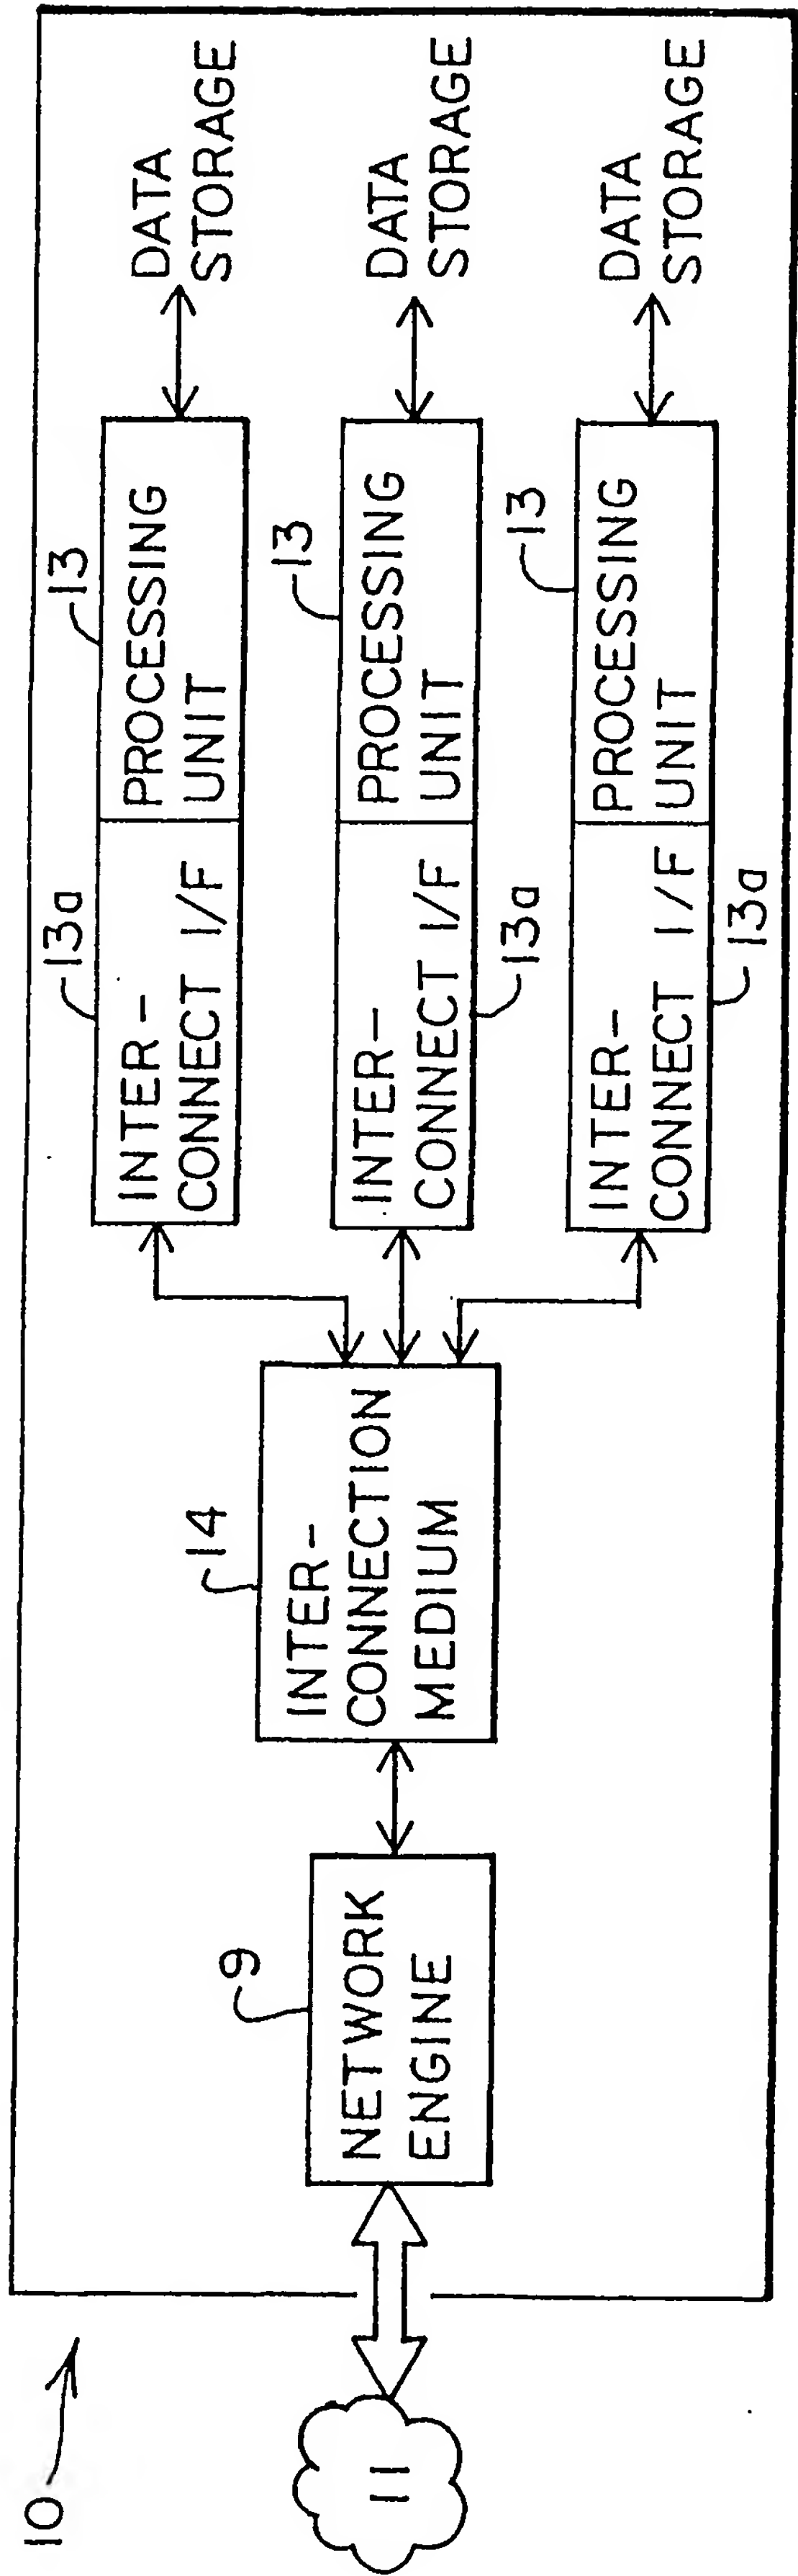 10
11
9
NETWORK
ENGINE
14
INTER-
CONNECTION
MEDIUM
13a
INTER-
CONNECT I/F
13
PROCESSING
UNIT
DATA
STORAGE
13a
INTER-
CONNECT I/F
13
PROCESSING
UNIT
DATA
STORAGE
13a
INTER-
CONNECT I/F
13
PROCESSING
UNIT
DATA
STORAGE